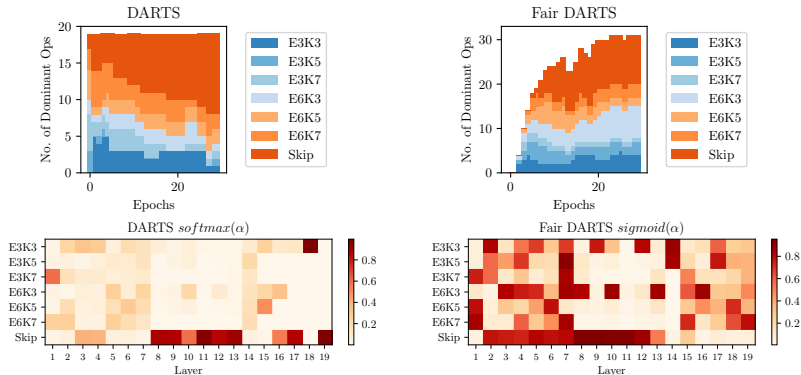 DARTS
20
15
10
5
0
No. of Dominant Ops
0 20
Epochs
E3K3
E3K5
E3K7
E6K3
E6K5
E6K7
Skip
Fair DARTS
30
20
10
0
No. of Dominant Ops
0 20
Epochs
E3K3
E3K5
E3K7
E6K3
E6K5
E6K7
Skip
DARTS softmax(α)
E3K3
E3K5
E3K7
E6K3
E6K5
E6K7
Skip
1 2 3 4 5 6 7 8 9 10 11 12 13 14 15 16 17 18 19
Layer
0.8
0.6
0.4
0.2
Fair DARTS sigmoid(α)
E3K3
E3K5
E3K7
E6K3
E6K5
E6K7
Skip
1 2 3 4 5 6 7 8 9 10 11 12 13 14 15 16 17 18 19
Layer
0.8
0.6
0.4
0.2